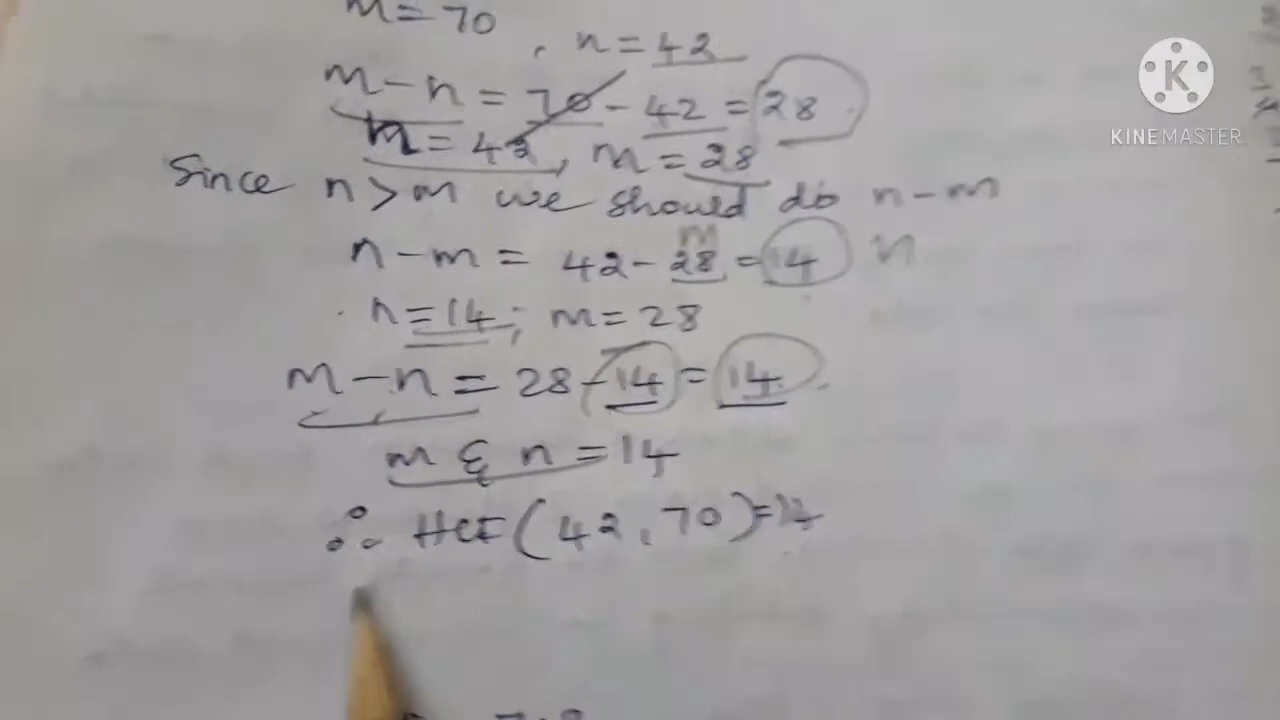 m = 70
, n = 42
m - n = 70 - 42 = 28
n = 42, m = 28
Since n > m we should do n - m
n - m = 42 - 28 = 14 n
m
n = 14; m = 28
m - n = 28 - 14 = 14
m & n = 14
∴ HCF (42, 70) = 14
K
KINEMASTER